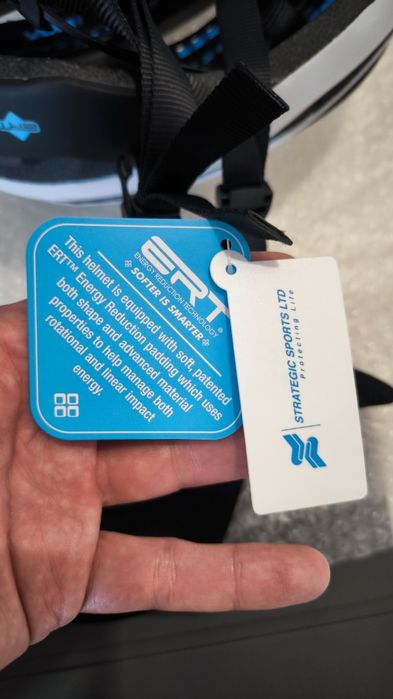 ERT®
ENERGY REDUCTION TECHNOLOGY
SOFTER IS SMARTER
This helmet is equipped with soft, patented
ERT™ Energy Reduction padding which uses
both shape and advanced material
properties to help manage both
rotational and linear impact
energy.
STRATEGIC SPORTS LTD
Protecting Life